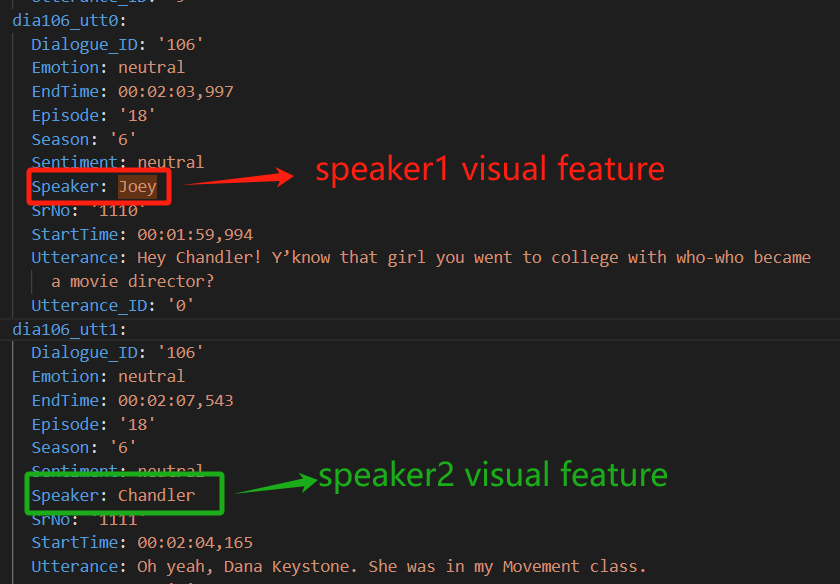 dia106_utt0:
Dialogue_ID: '106'
Emotion: neutral
EndTime: 00:02:03,997
Episode: '18'
Season: '6'
Sentiment: neutral
Speaker: Joey
speaker1 visual feature
SrNo: '1110'
StartTime: 00:01:59,994
Utterance: Hey Chandler! Y’know that girl you went to college with who-who became
a movie director?
Utterance_ID: '0'
dia106_utt1:
Dialogue_ID: '106'
Emotion: neutral
EndTime: 00:02:07,543
Episode: '18'
Season: '6'
Sentiment: neutral
Speaker: Chandler
speaker2 visual feature
SrNo: '1111'
StartTime: 00:02:04,165
Utterance: Oh yeah, Dana Keystone. She was in my Movement class.